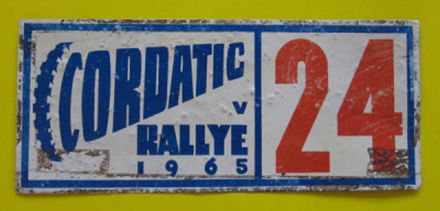 CORDATIC
V
RALLYE
1965
24